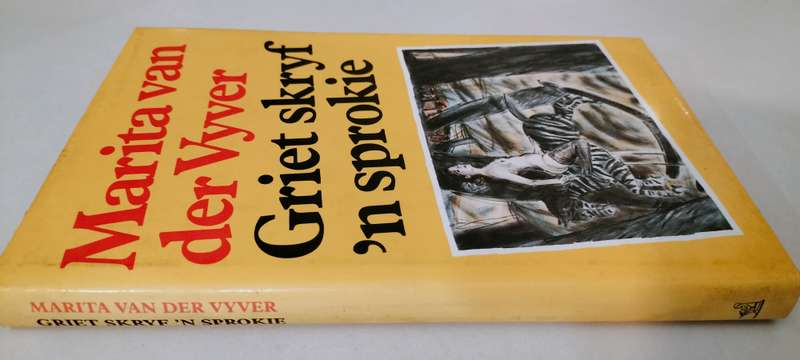 Marita van
der Vyver
Griet skryf
'n sprokie
MARITA VAN DER VYVER
GRIET SKRYF 'N SPROKIE